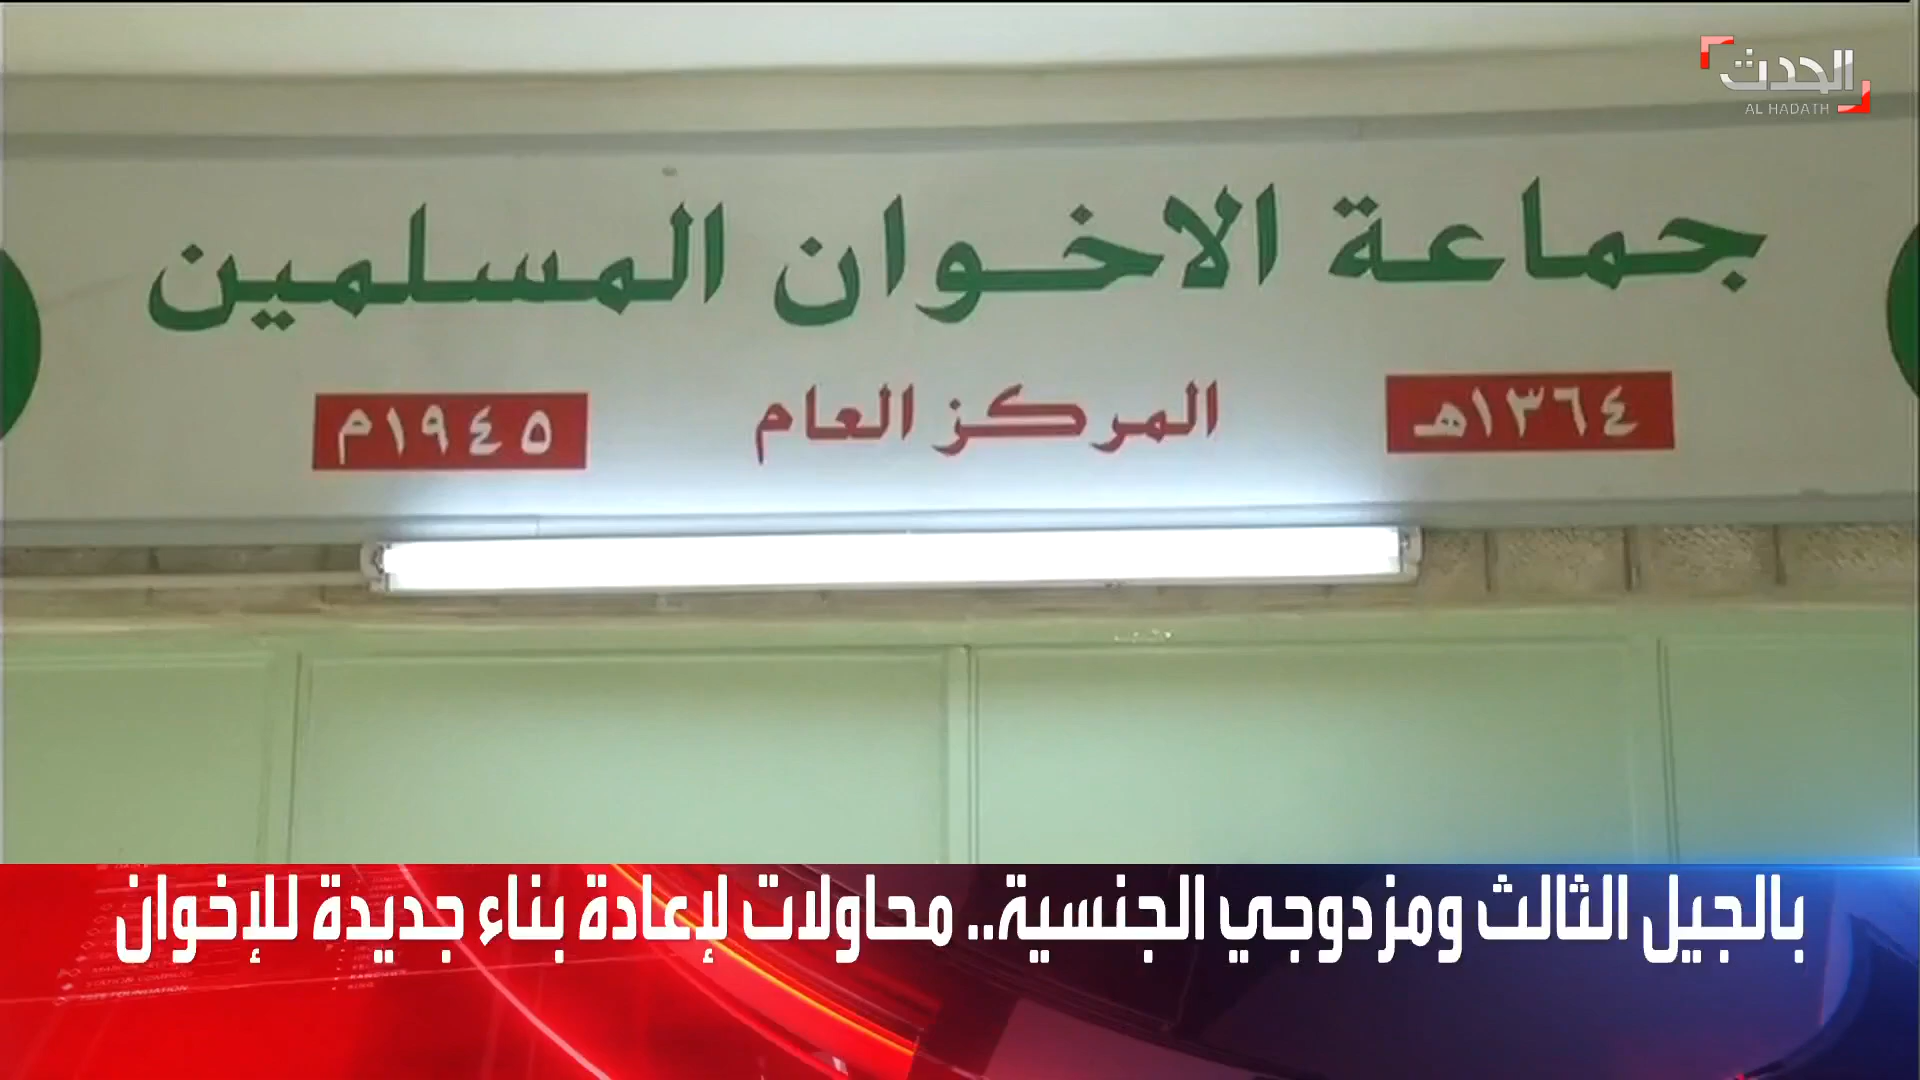 الحدث
AL HADATH
جماعة الاخوان المسلمين
١٣٦٤هـ المركز العام ١٩٤٥م
بالجيل الثالث ومزدوجي الجنسية.. محاولات لإعادة بناء جديدة للإخوان